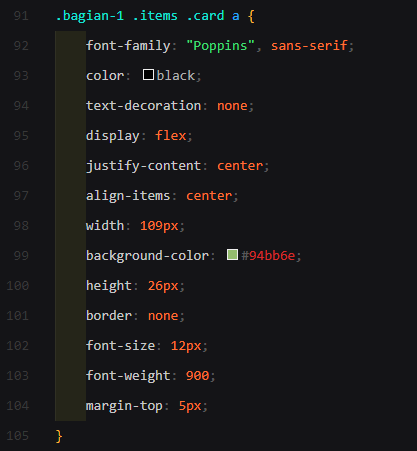 91 .bagian-1 .items .card a {
92 font-family: "Poppins", sans-serif;
93 color: black;
94 text-decoration: none;
95 display: flex;
96 justify-content: center;
97 align-items: center;
98 width: 109px;
99 background-color: #94bb6e;
100 height: 26px;
101 border: none;
102 font-size: 12px;
103 font-weight: 900;
104 margin-top: 5px;
105 }